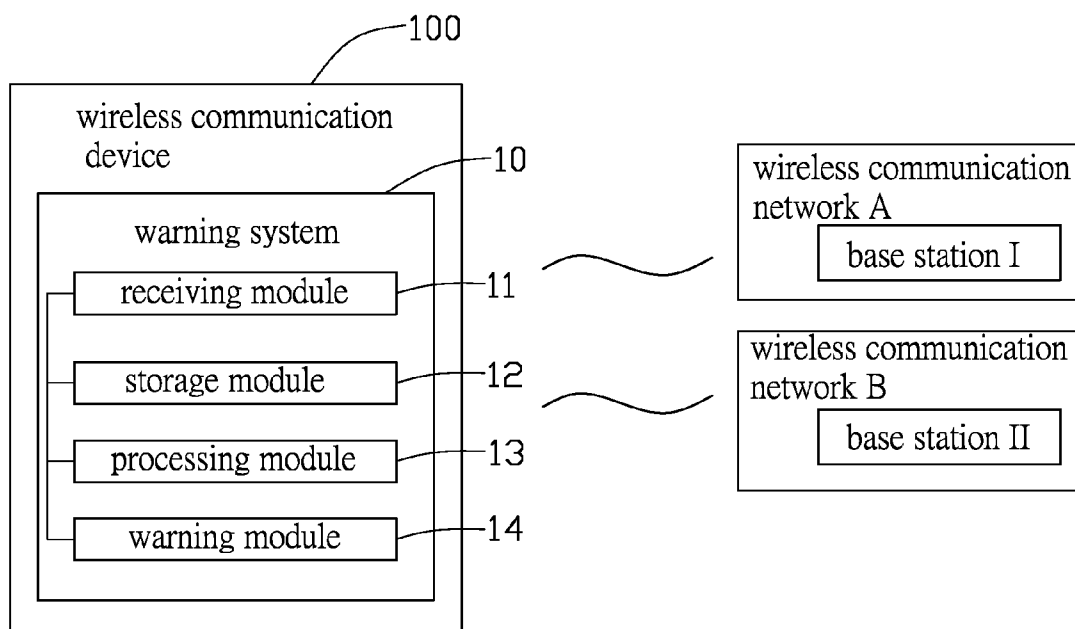 100
wireless communication
device
10
warning system
receiving module
11
storage module
12
processing module
13
warning module
14
wireless communication
network A
base station I
wireless communication
network B
base station II